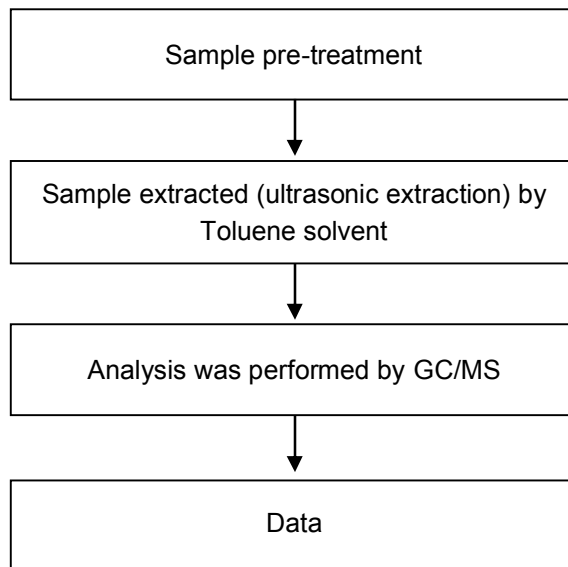 Sample pre-treatment
Sample extracted (ultrasonic extraction) by
Toluene solvent
Analysis was performed by GC/MS
Data